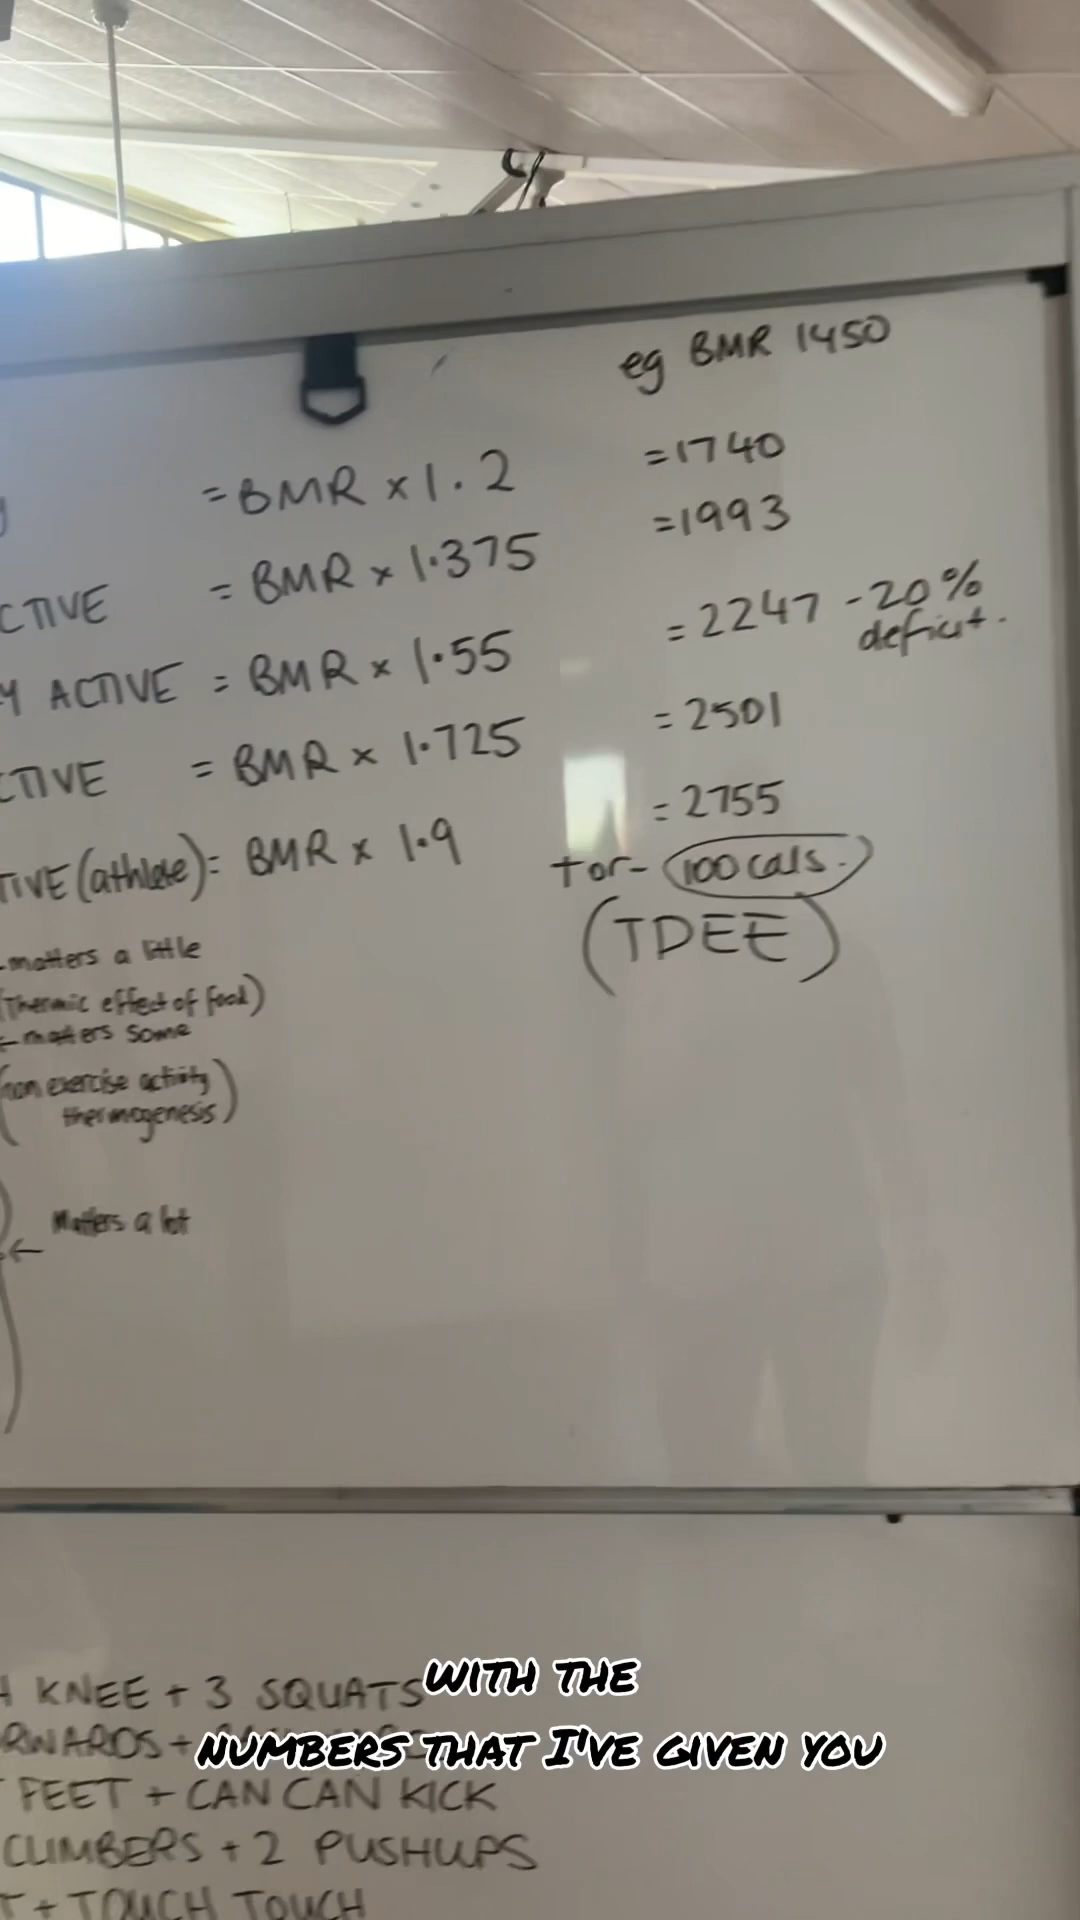 eg BMR 1450
= BMR x 1.2 =1740
CTIVE = BMR x 1.375 =1993
Y ACTIVE = BMR x 1.55 =2247 -20%
deficit.
CTIVE = BMR x 1.725 =2501
TIVE (athlete)= BMR x 1.9 =2755
+or- 100 cals.
(TDEE)
-matters a little
(Thermic effect of food)
←matters some
(non exercise activity
thermogenesis)
Matters a lot
←
H KNEE + 3 SQUATS
WITH THE
RWARDS +
NUMBERS THAT I'VE GIVEN YOU
FEET + CAN CAN KICK
CLIMBERS + 2 PUSHUPS
T + TOUCH TOUCH